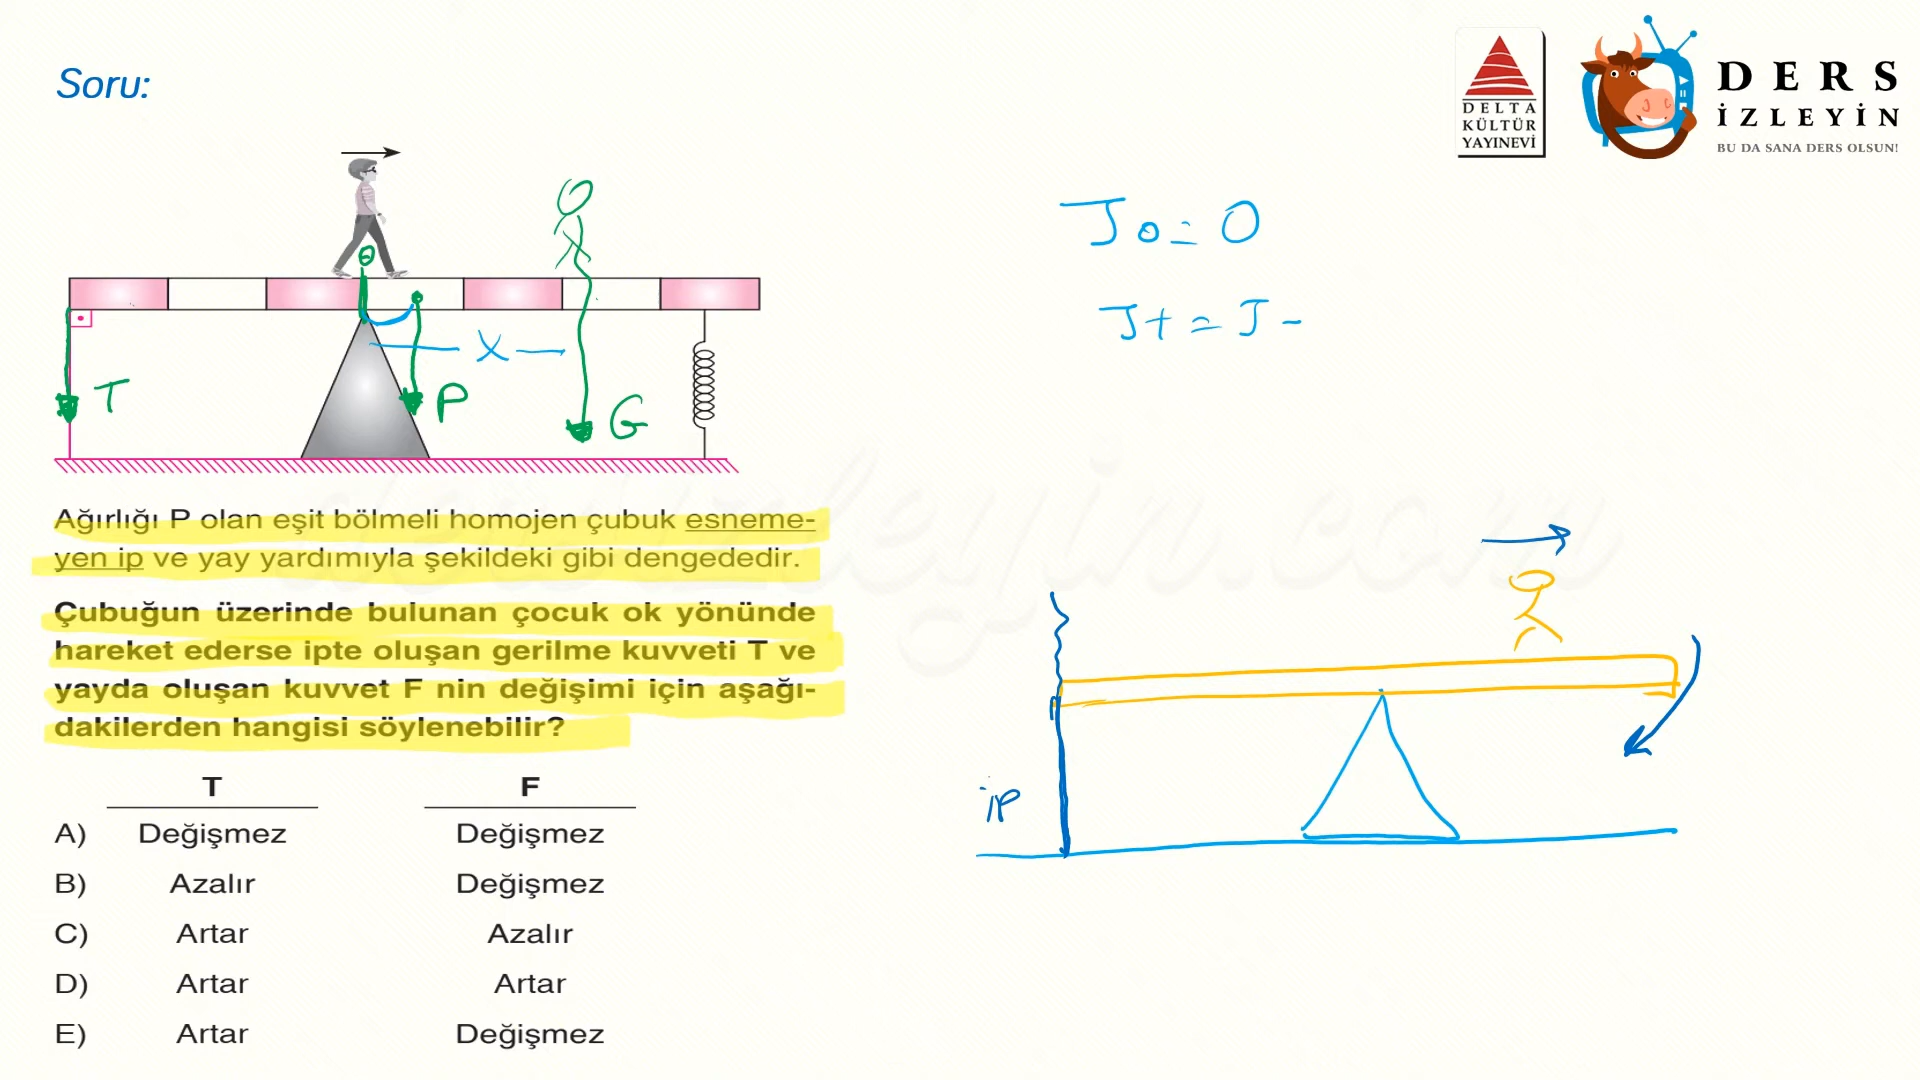 Soru:
DELTA
KÜLTÜR
YAYINEVİ
DERS
İZLEYİN
BU DA SANA DERS OLSUN!
T
P
G
x
τo = 0
τ+ = τ -
Ağırlığı P olan eşit bölmeli homojen çubuk esneme-
yen ip ve yay yardımıyla şekildeki gibi dengededir.
Çubuğun üzerinde bulunan çocuk ok yönünde
hareket ederse ipte oluşan gerilme kuvveti T ve
yayda oluşan kuvvet F nin değişimi için aşağı-
dakilerden hangisi söylenebilir?
T F
A) Değişmez Değişmez
B) Azalır Değişmez
C) Artar Azalır
D) Artar Artar
E) Artar Değişmez
ip
dersizleyin.com